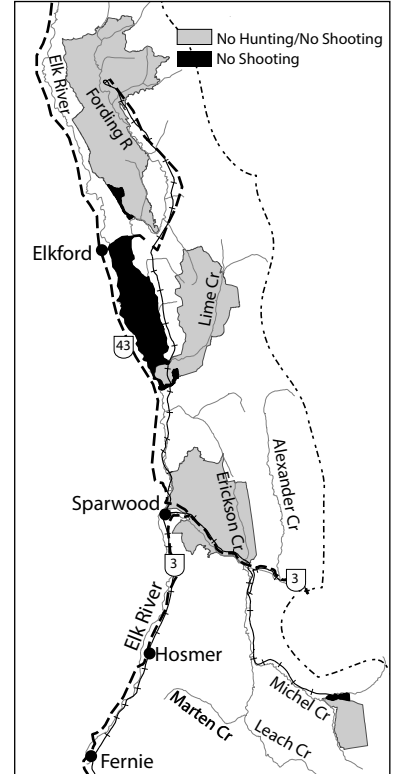 No Hunting/No Shooting
No Shooting
Elk River
Fording R
Elkford
Lime Cr
43
Alexander Cr
Erickson Cr
Sparwood
3
3
Elk River
Hosmer
Michel Cr
Marten Cr
Leach Cr
Fernie